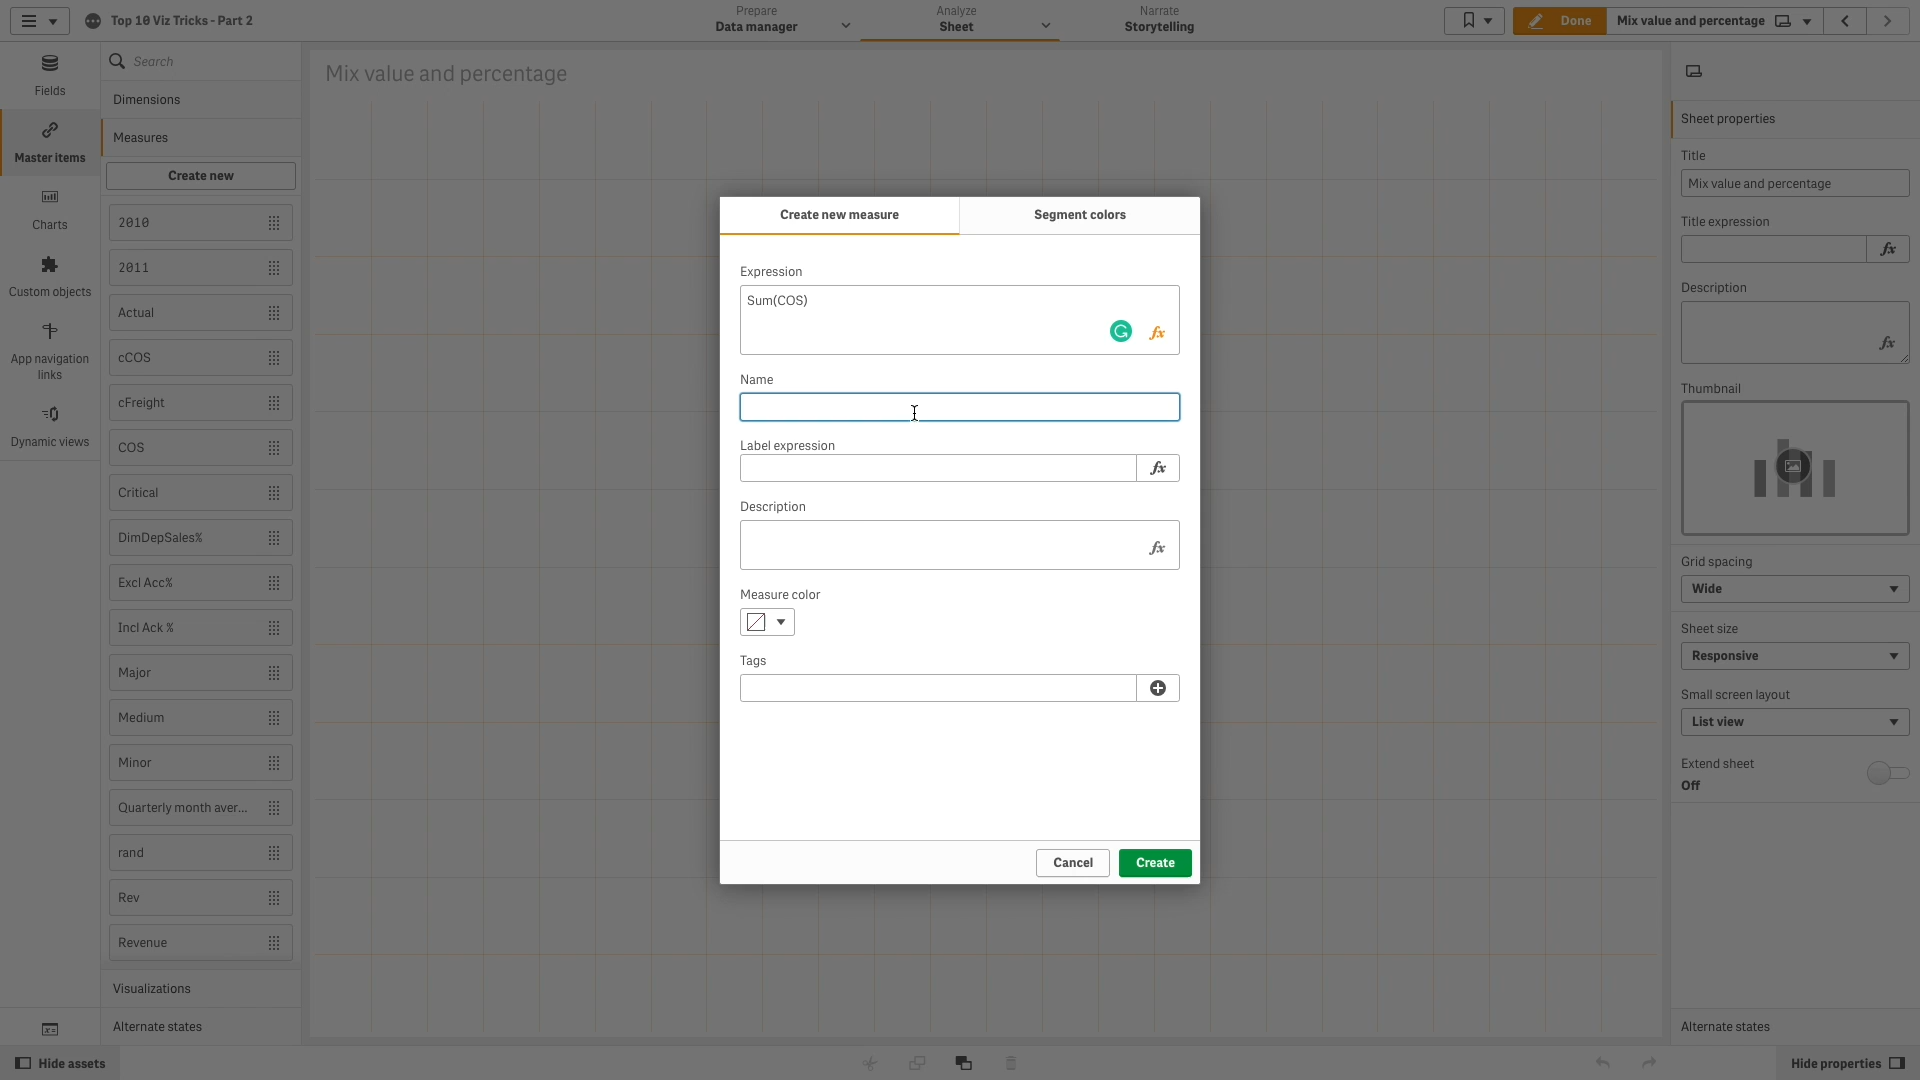 Top 10 Viz Tricks - Part 2
Prepare
Data manager
Analyze
Sheet
Narrate
Storytelling
Done
Mix value and percentage
Fields
Master items
Charts
Custom objects
App navigation
links
Dynamic views
Search
Dimensions
Measures
Create new
2010
2011
Actual
cCOS
cFreight
COS
Critical
DimDepSales%
Excl Acc%
Incl Ack %
Major
Medium
Minor
Quarterly month aver...
rand
Rev
Revenue
Visualizations
Alternate states
Mix value and percentage
Create new measure
Segment colors
Expression
Sum(COS)
fx
Name
Label expression
fx
Description
fx
Measure color
Tags
Cancel
Create
Sheet properties
Title
Mix value and percentage
Title expression
fx
Description
fx
Thumbnail
Grid spacing
Wide
Sheet size
Responsive
Small screen layout
List view
Extend sheet
Off
Alternate states
Hide assets
Hide properties